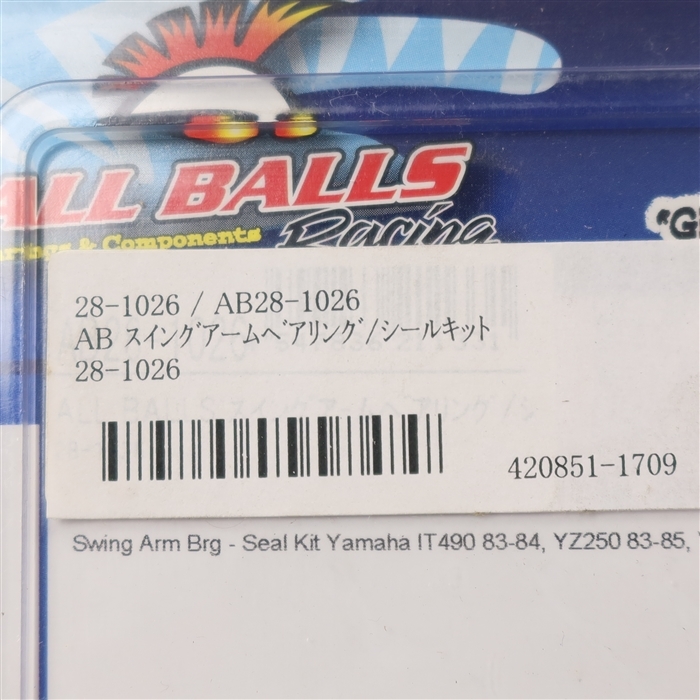 ALL BALLS
Racing
& Components
"G
28-1026 / AB28-1026
AB スイングアームベアリング/シールキット
28-1026
420851-1709
Swing Arm Brg - Seal Kit Yamaha IT490 83-84, YZ250 83-85,